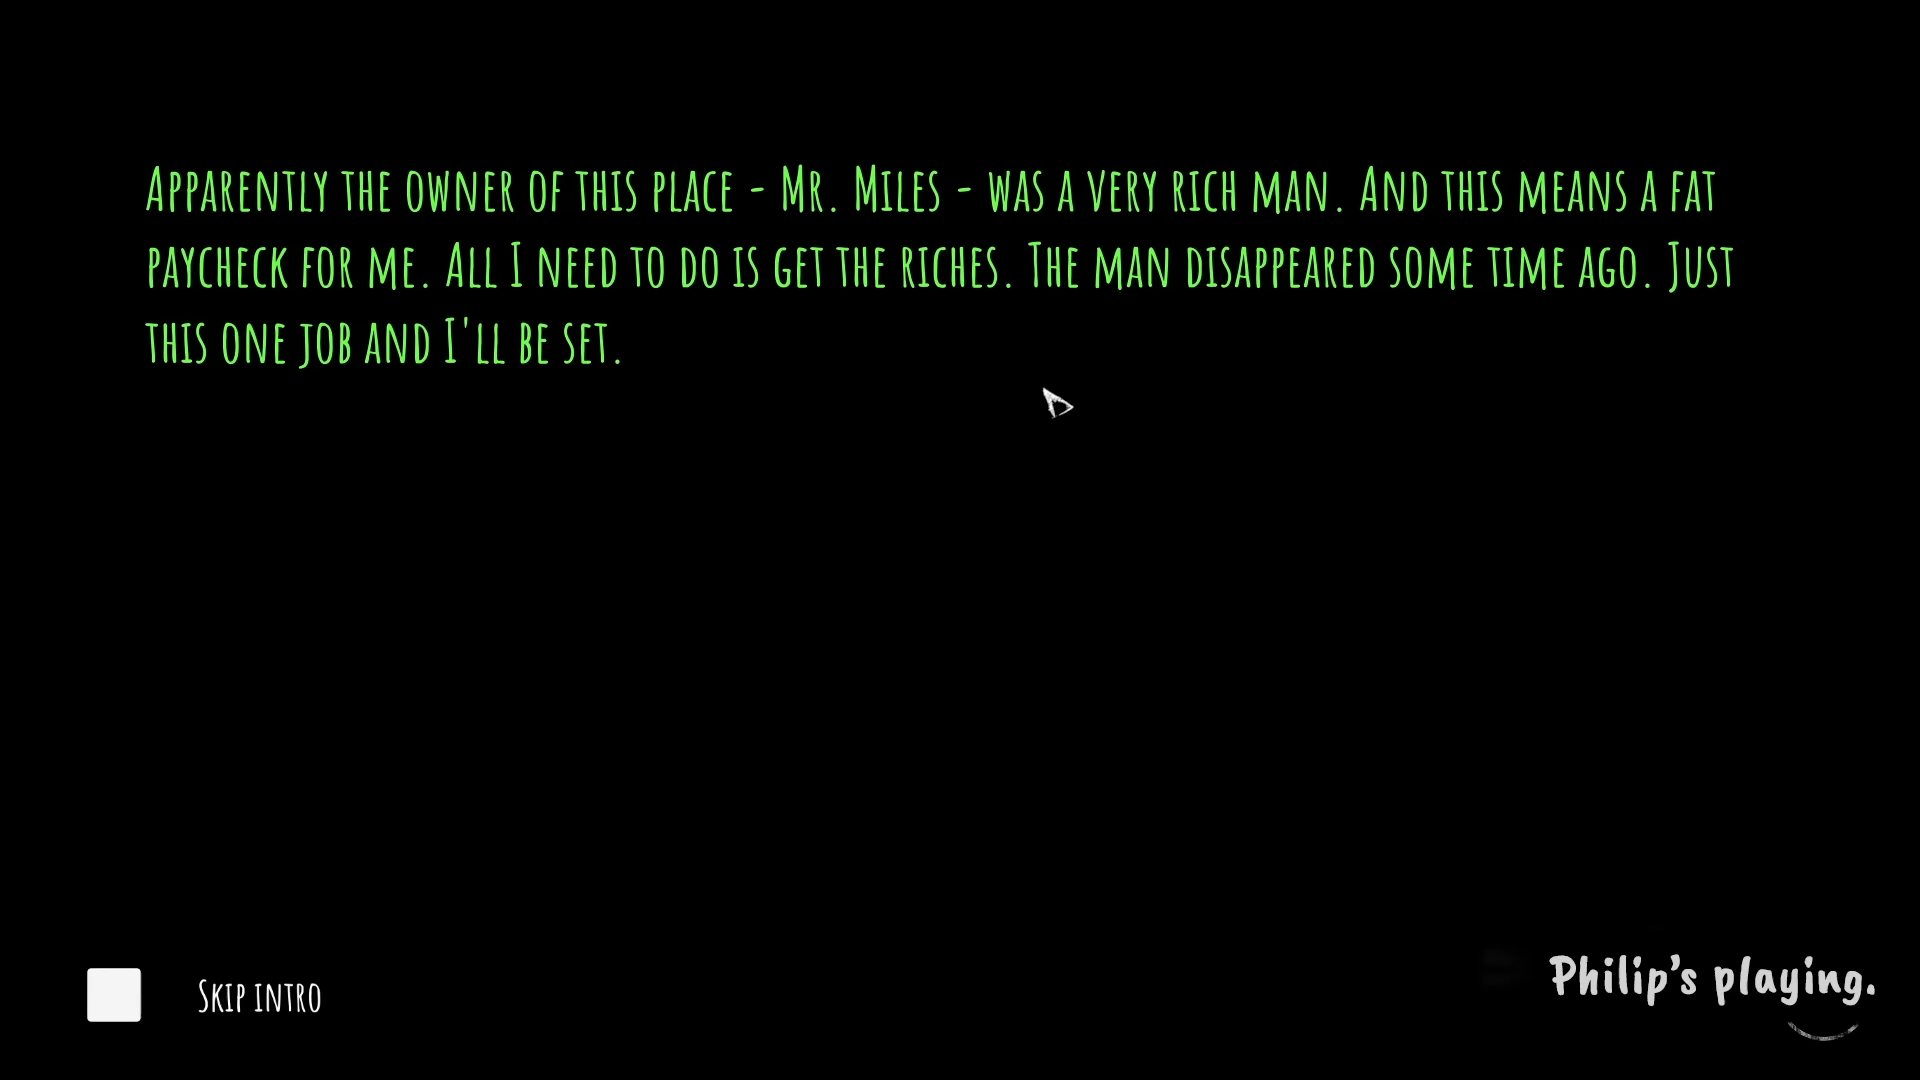 Apparently the owner of this place - Mr. Miles - was a very rich man. And this means a fat
paycheck for me. All I need to do is get the riches. The man disappeared some time ago. Just
this one job and I'll be set.
Skip intro
Philip's playing.